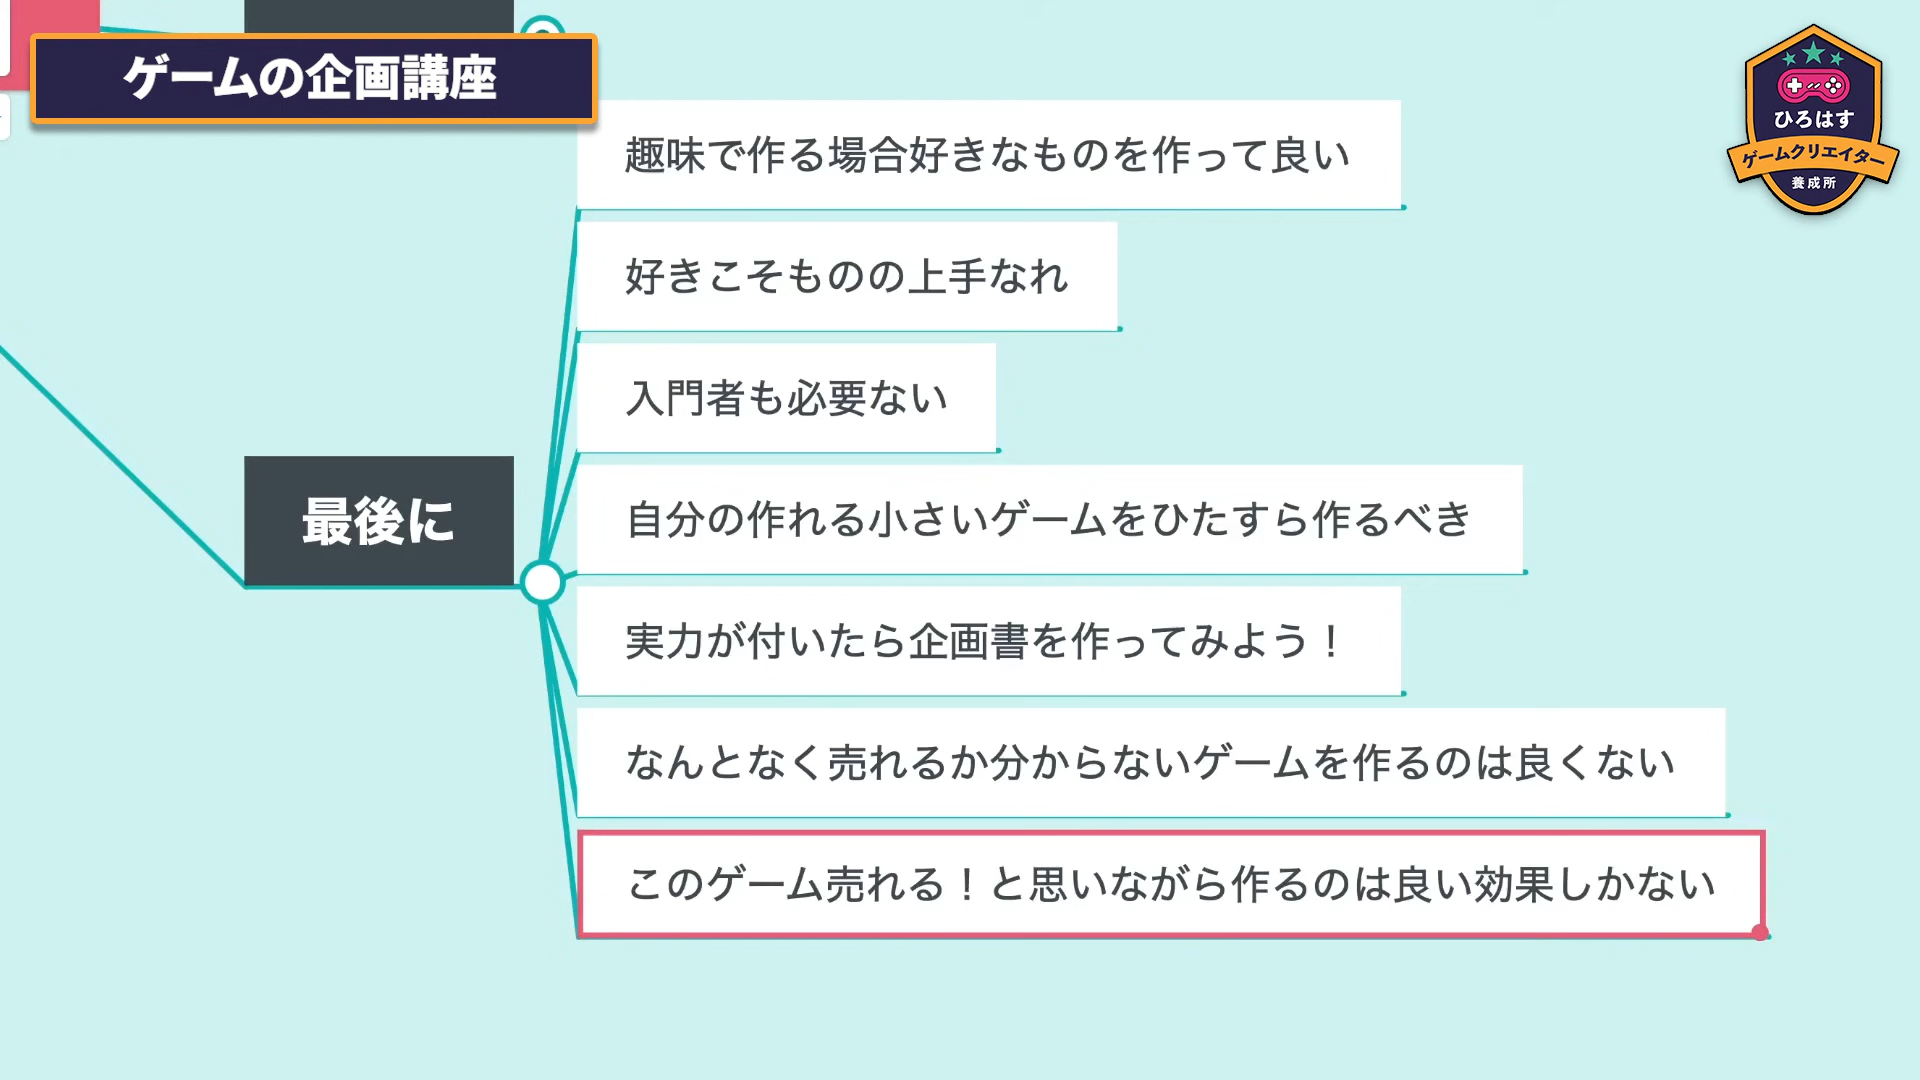 ゲームの企画講座
ひろはす
ゲームクリエイター
養成所
趣味で作る場合好きなものを作って良い
好きこそものの上手なれ
入門者も必要ない
最後に
自分の作れる小さいゲームをひたすら作るべき
実力が付いたら企画書を作ってみよう！
なんとなく売れるか分からないゲームを作るのは良くない
このゲーム売れる！と思いながら作るのは良い効果しかない